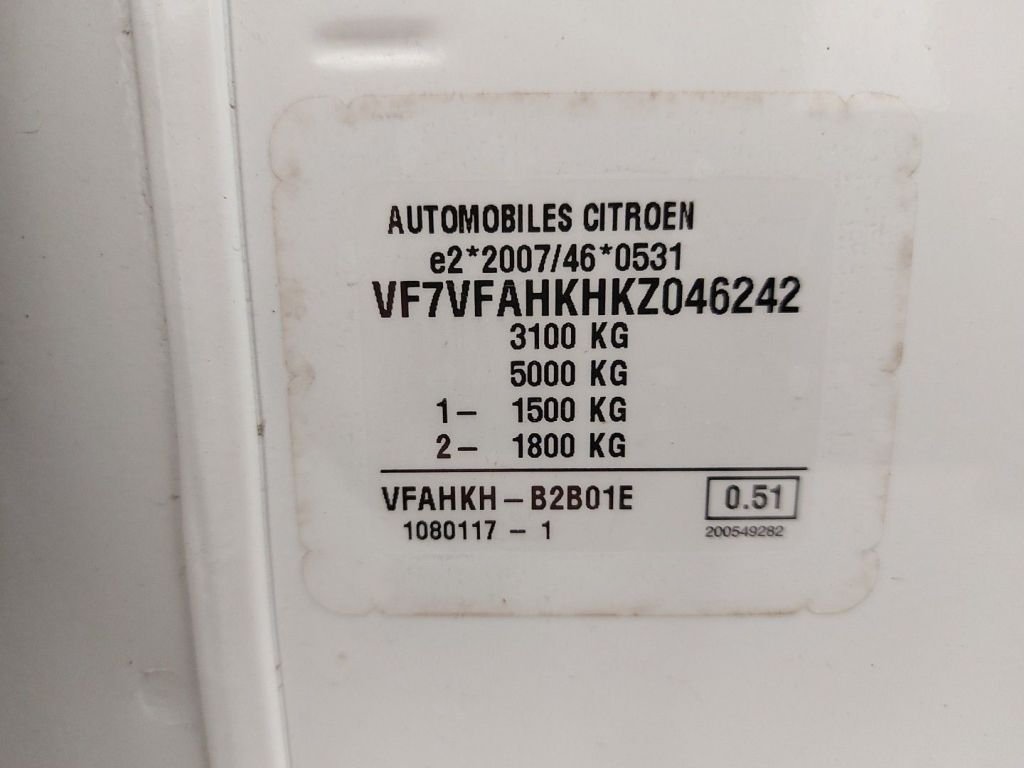 AUTOMOBILES CITROEN
e2*2007/46*0531
VF7VFAHKHKZ046242
3100 KG
5000 KG
1- 1500 KG
2- 1800 KG
VFAHKH-B2B01E 0.51
1080117 - 1 200549282